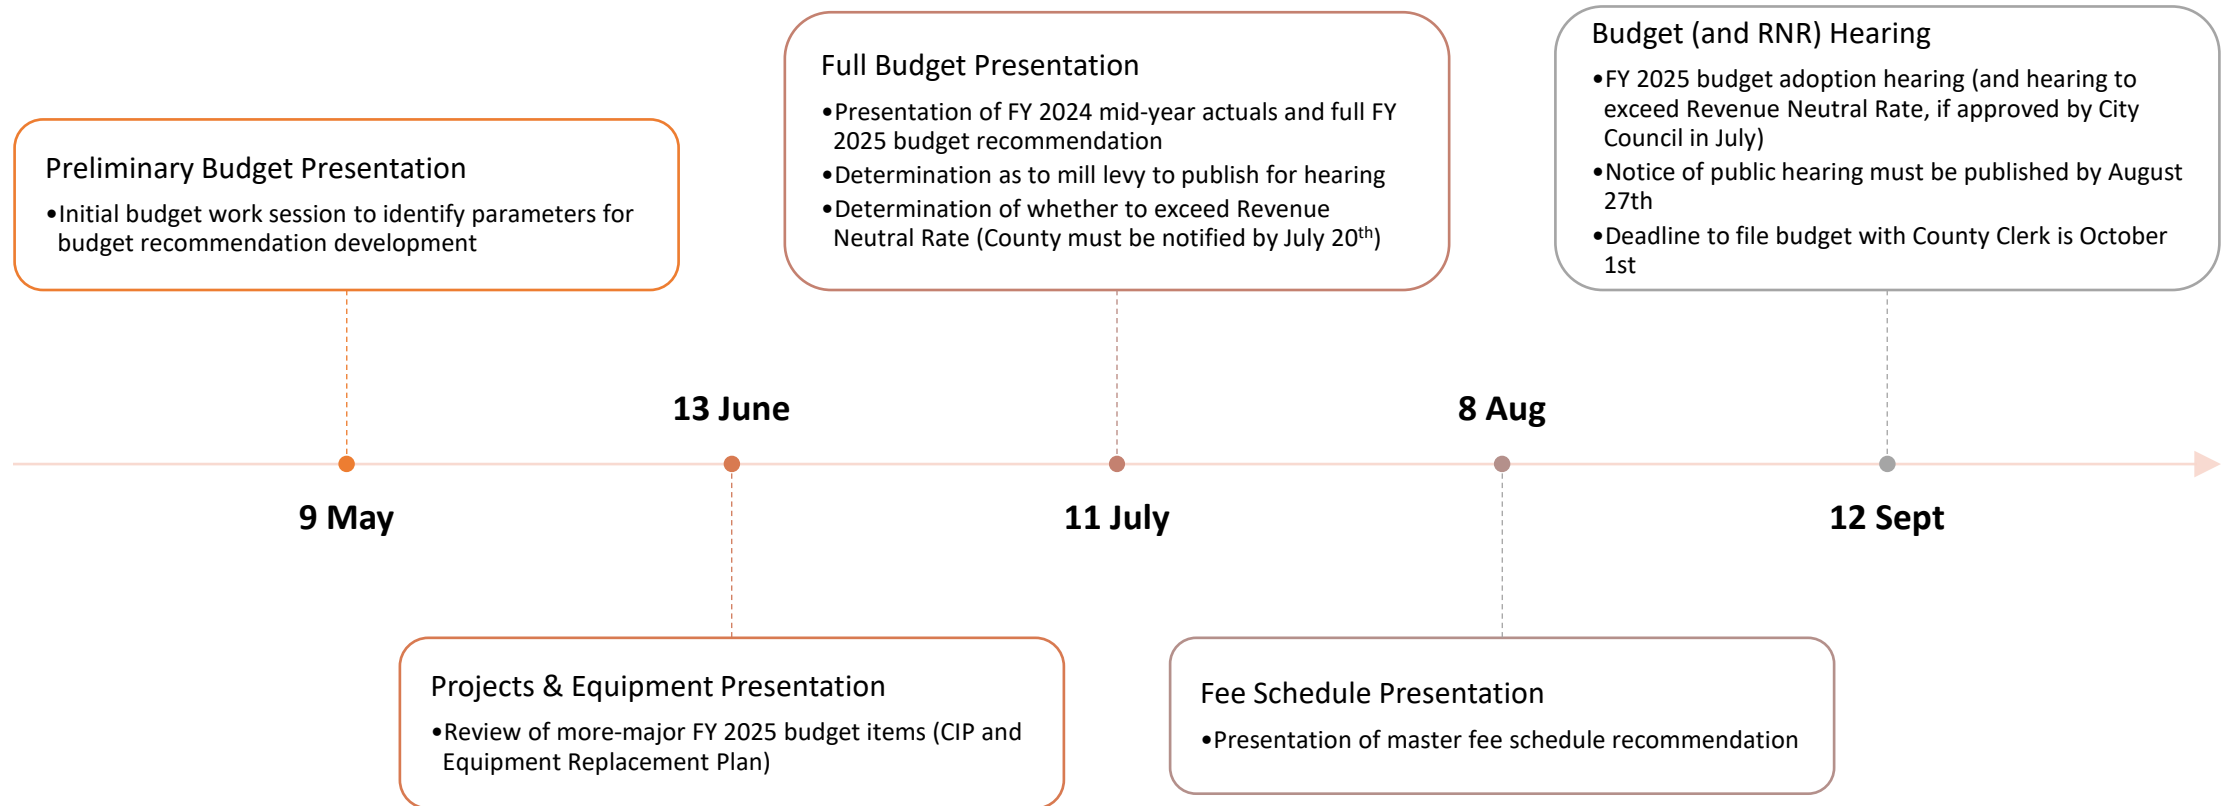 Preliminary Budget Presentation
•Initial budget work session to identify parameters for
budget recommendation development
9 May
13 June
Projects & Equipment Presentation
•Review of more-major FY 2025 budget items (CIP and
Equipment Replacement Plan)
Full Budget Presentation
•Presentation of FY 2024 mid-year actuals and full FY
2025 budget recommendation
•Determination as to mill levy to publish for hearing
•Determination of whether to exceed Revenue
Neutral Rate (County must be notified by July 20th)
11 July
8 Aug
Fee Schedule Presentation
•Presentation of master fee schedule recommendation
Budget (and RNR) Hearing
•FY 2025 budget adoption hearing (and hearing to
exceed Revenue Neutral Rate, if approved by City
Council in July)
•Notice of public hearing must be published by August
27th
•Deadline to file budget with County Clerk is October
1st
12 Sept